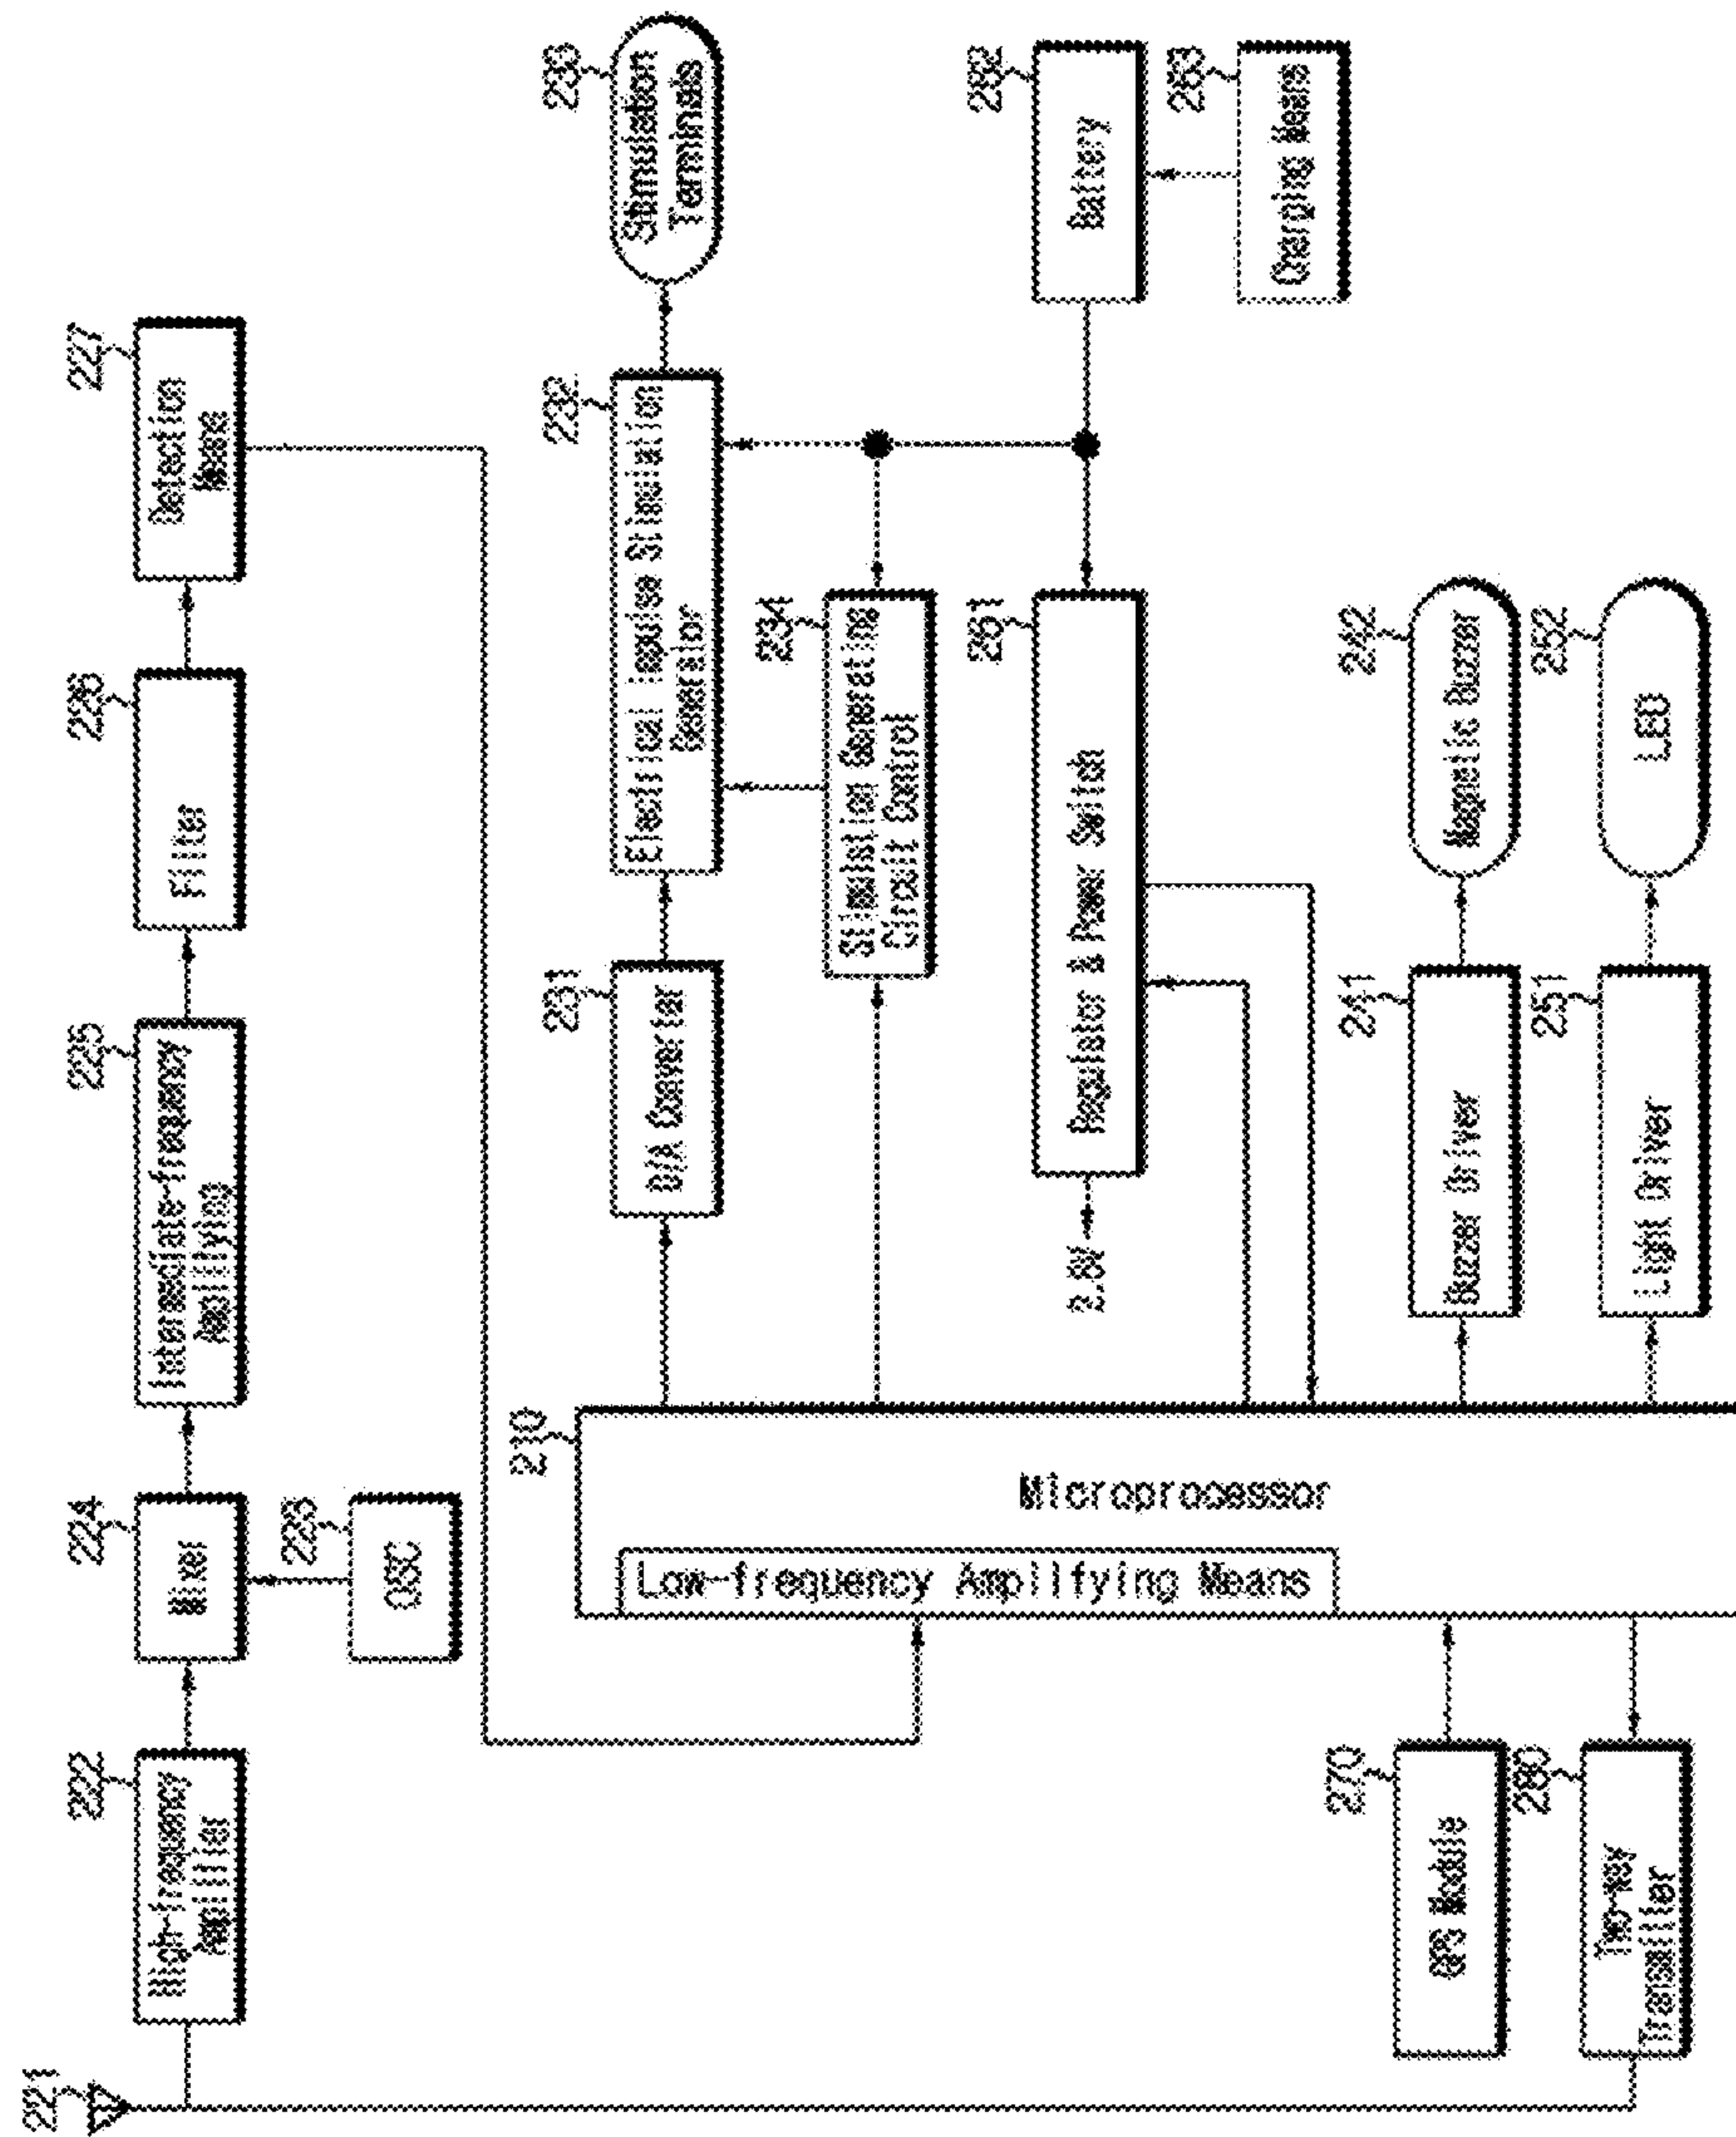 221
222
High-frequency
Amplifier
224
Mixer
223
OSC
225
Intermediate-frequency
Amplifying
226
Filter
227
Detection
Means
210
Microprocessor
Low-frequency Amplifying Means
231
D/A Converter
232
Electrical Impulse Stimulation
Generator
233
Stimulation
Terminals
234
Stimulation Generating
Circuit Control
261
Regulater & Power Switch
2.8V
262
Battery
263
Charging Means
241
Buzzer Driver
242
Magnetic Buzzer
251
Light Driver
252
LED
270
GPS Module
280
Two-way
Transmitter